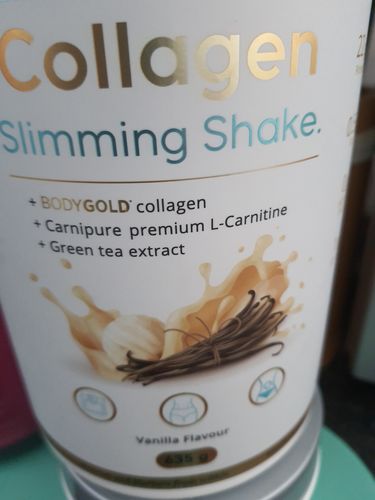 Collagen
Slimming Shake.
+ BODYGOLD® collagen
+ Carnipure premium L-Carnitine
+ Green tea extract
Vanilla Flavour
635 g